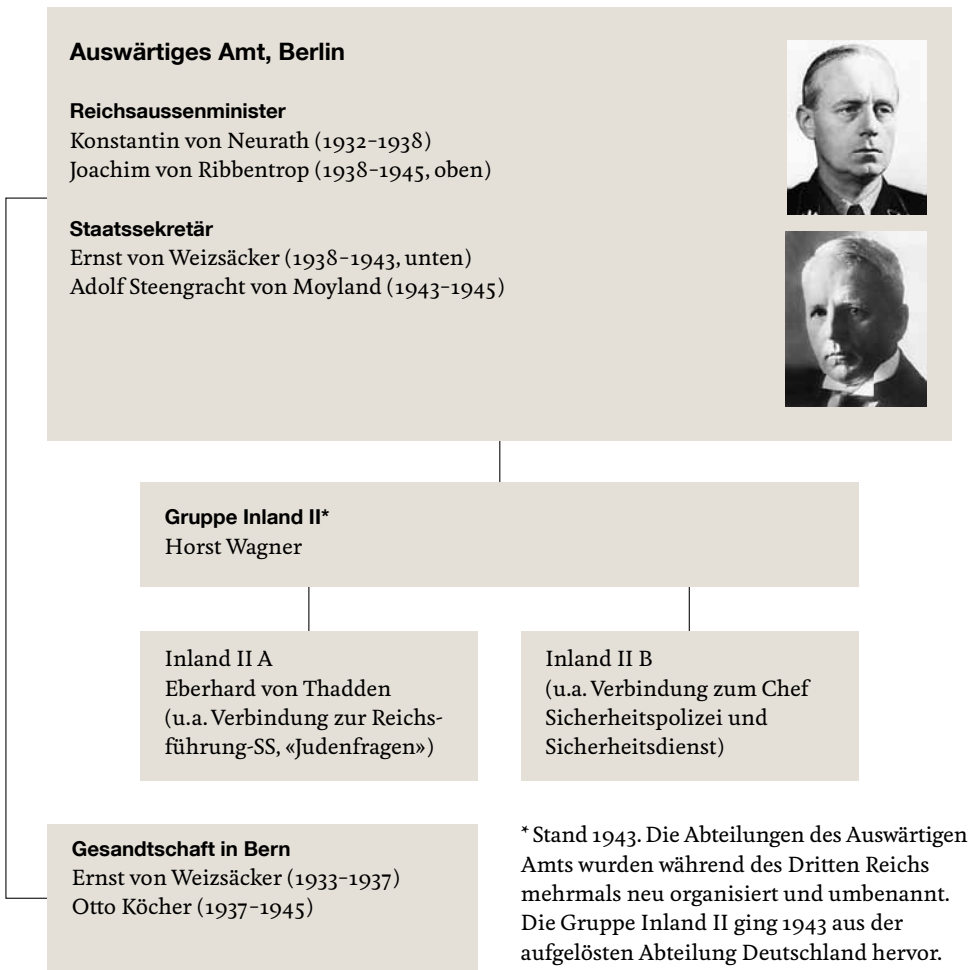 Auswärtiges Amt, Berlin
Reichsaussenminister
Konstantin von Neurath (1932–1938)
Joachim von Ribbentrop (1938–1945, oben)
Staatssekretär
Ernst von Weizsäcker (1938–1943, unten)
Adolf Steengracht von Moyland (1943–1945)
Gruppe Inland II*
Horst Wagner
Inland II A
Eberhard von Thadden
(u.a. Verbindung zur Reichs-
führung-SS, «Judenfragen»)
Inland II B
(u.a. Verbindung zum Chef
Sicherheitspolizei und
Sicherheitsdienst)
Gesandtschaft in Bern
Ernst von Weizsäcker (1933–1937)
Otto Köcher (1937–1945)
* Stand 1943. Die Abteilungen des Auswärtigen
Amts wurden während des Dritten Reichs
mehrmals neu organisiert und umbenannt.
Die Gruppe Inland II ging 1943 aus der
aufgelösten Abteilung Deutschland hervor.